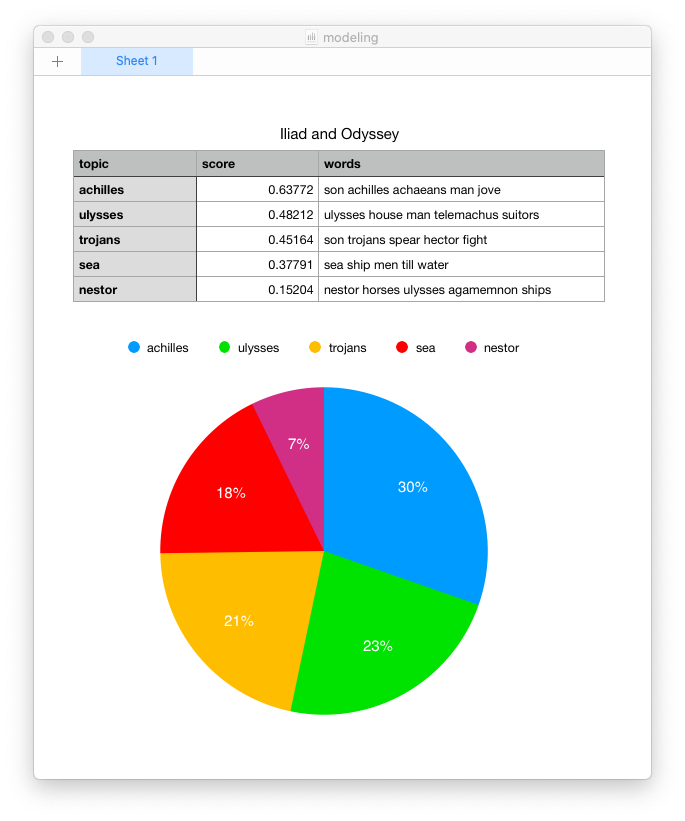 modeling
+ Sheet 1
Iliad and Odyssey
topic score words
achilles 0.63772 son achilles achaeans man jove
ulysses 0.48212 ulysses house man telemachus suitors
trojans 0.45164 son trojans spear hector fight
sea 0.37791 sea ship men till water
nestor 0.15204 nestor horses ulysses agamemnon ships
achilles ulysses trojans sea nestor
7%
30%
18%
21%
23%